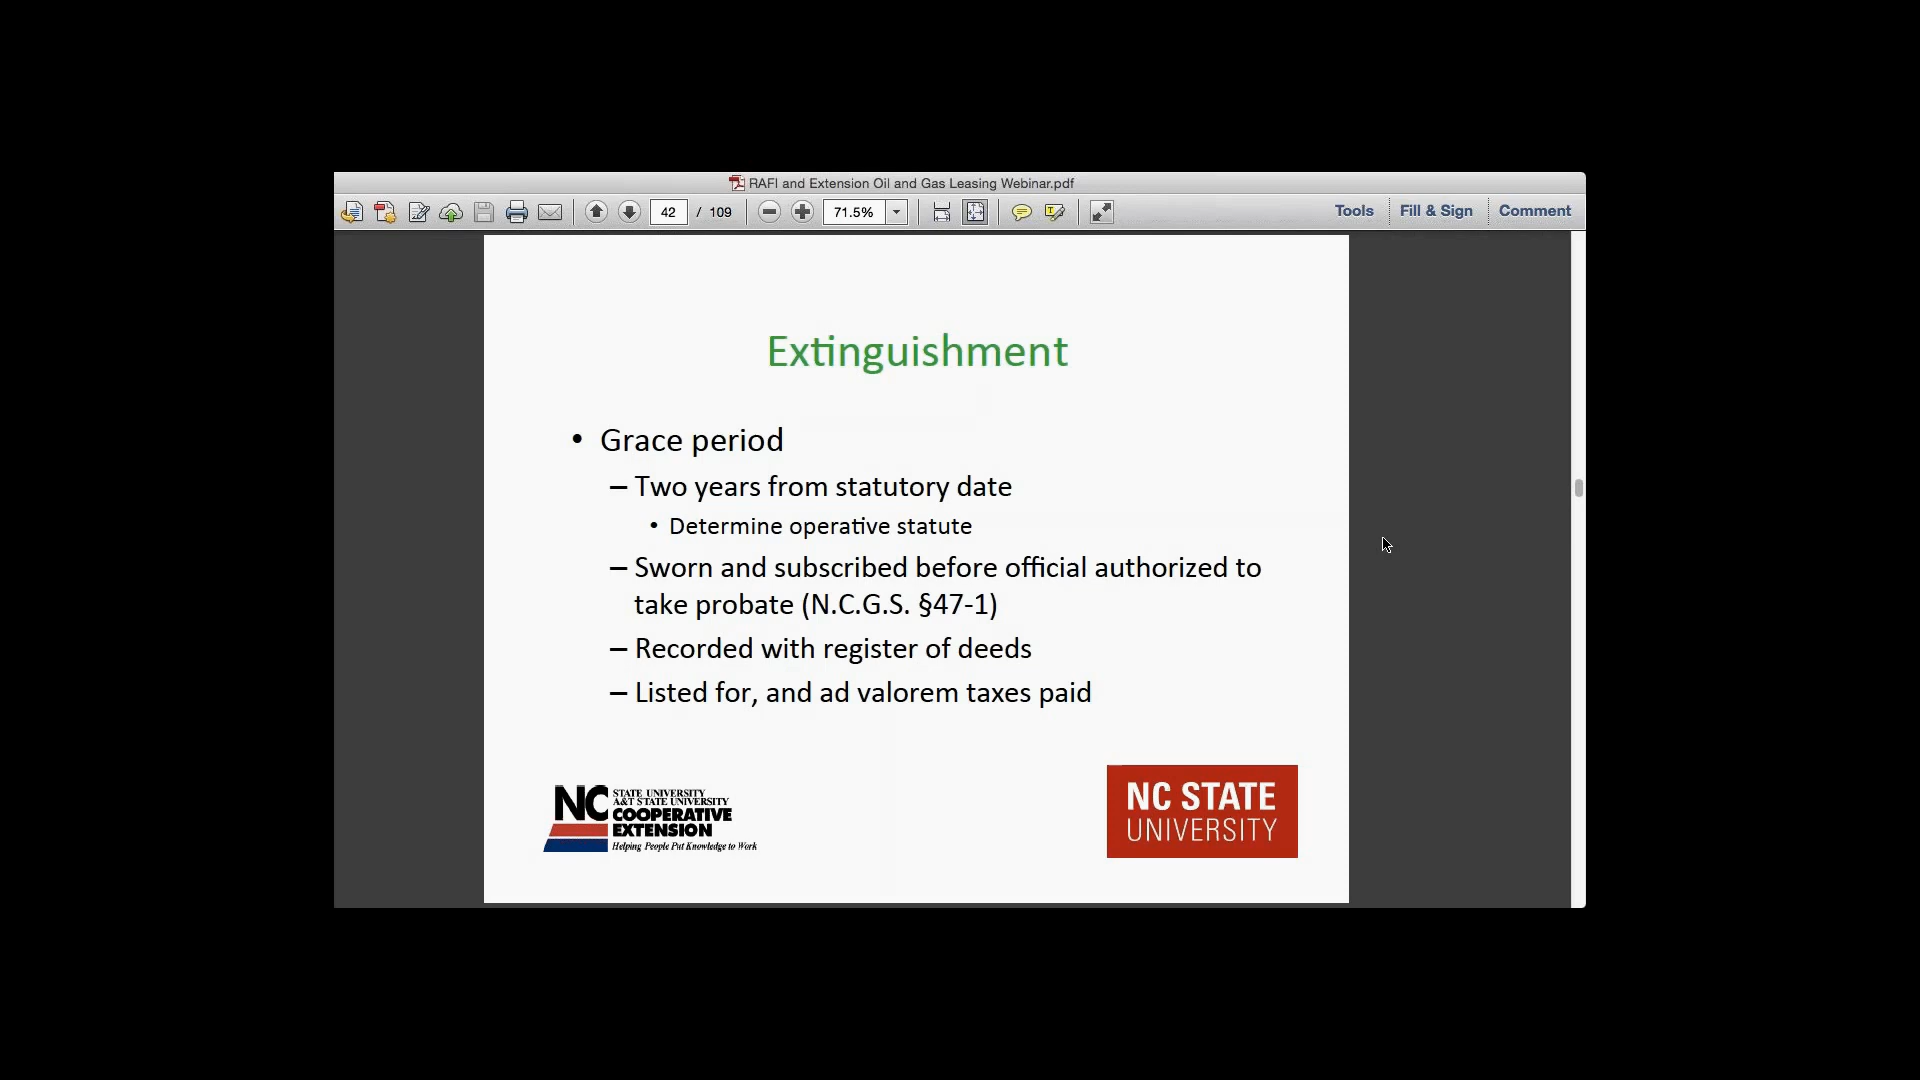 RAFI and Extension Oil and Gas Leasing Webinar.pdf
42 / 109
71.5%
Tools
Fill & Sign
Comment
Extinguishment
• Grace period
– Two years from statutory date
• Determine operative statute
– Sworn and subscribed before official authorized to
take probate (N.C.G.S. §47-1)
– Recorded with register of deeds
– Listed for, and ad valorem taxes paid
NC STATE UNIVERSITY
A&T STATE UNIVERSITY
COOPERATIVE
EXTENSION
Helping People Put Knowledge to Work
NC STATE
UNIVERSITY